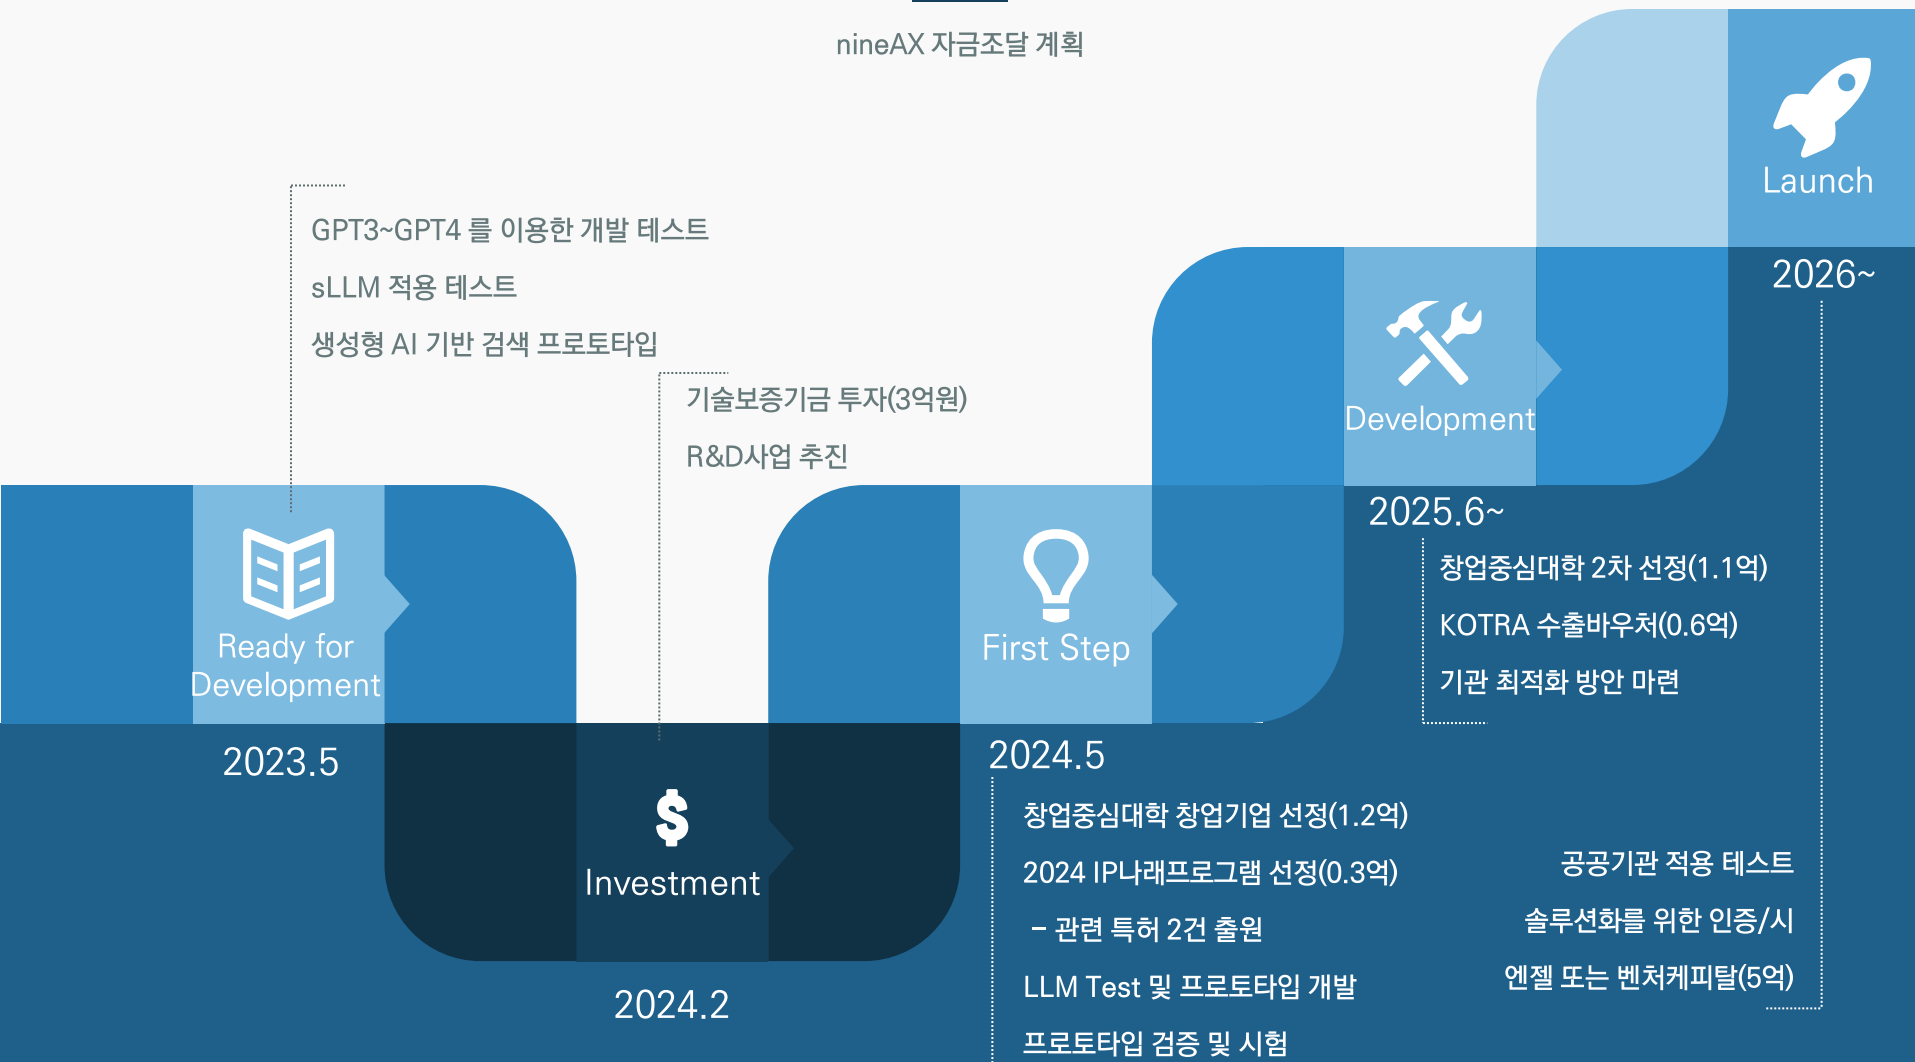 nineAX 자금조달 계획
GPT3~GPT4 를 이용한 개발 테스트
sLLM 적용 테스트
생성형 AI 기반 검색 프로토타입
Ready for
Development
2023.5
기술보증기금 투자(3억원)
R&D사업 추진
$
Investment
2024.2
First Step
2024.5
창업중심대학 창업기업 선정(1.2억)
2024 IP나래프로그램 선정(0.3억)
- 관련 특허 2건 출원
LLM Test 및 프로토타입 개발
프로토타입 검증 및 시험
Development
2025.6~
창업중심대학 2차 선정(1.1억)
KOTRA 수출바우처(0.6억)
기관 최적화 방안 마련
Launch
2026~
공공기관 적용 테스트
솔루션화를 위한 인증/시
엔젤 또는 벤처케피탈(5억)